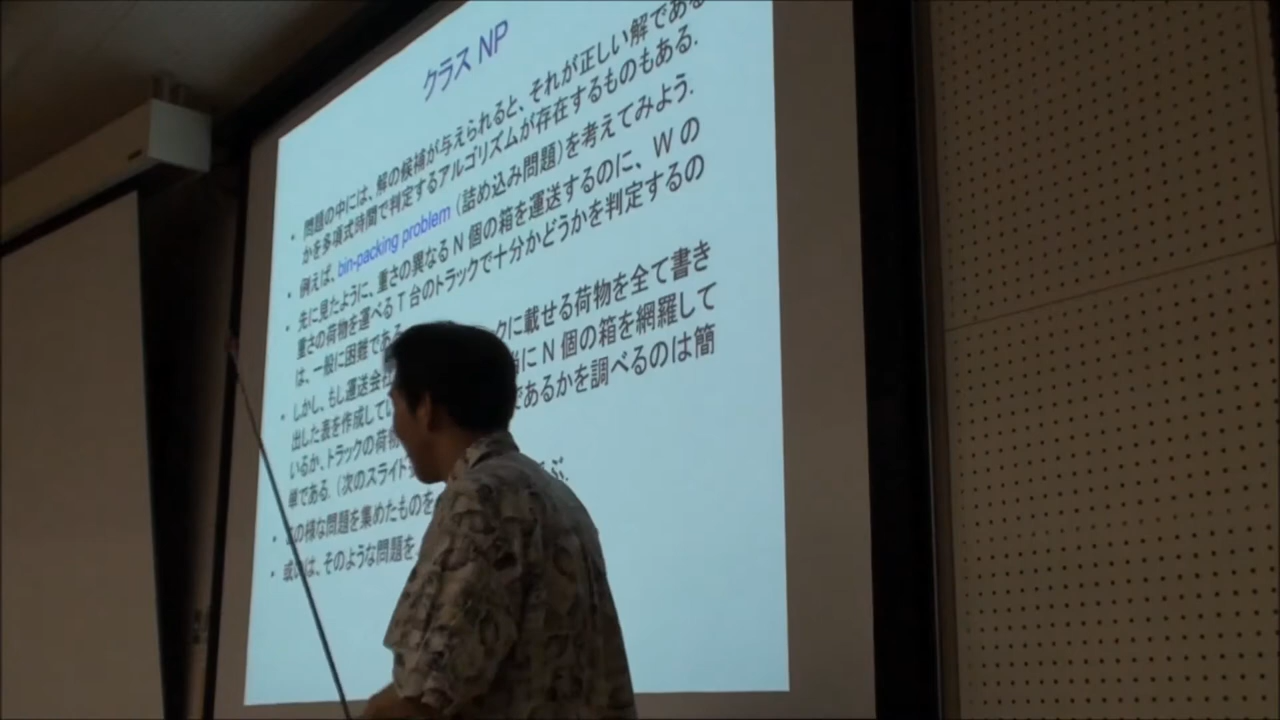 クラス NP
• 問題の中には、解の候補が与えられると、それが正しい解である
かを多項式時間で判定するアルゴリズムが存在するものもある.
• 例えば、bin-packing problem (詰め込み問題)を考えてみよう.
• 先に見たように、重さの異なる N 個の箱を運送するのに、W の
重さの荷物を運べる T 台のトラックで十分かどうかを判定するの
は、一般に困難である
• しかし、もし運送会社 クに載せる荷物を全て書き
出した表を作成してい に N 個の箱を網羅して
いるか、トラックの荷物 であるかを調べるのは簡
単である. (次のスライド
• この様な問題を集めたものを ぶ.
• 或いは、そのような問題を